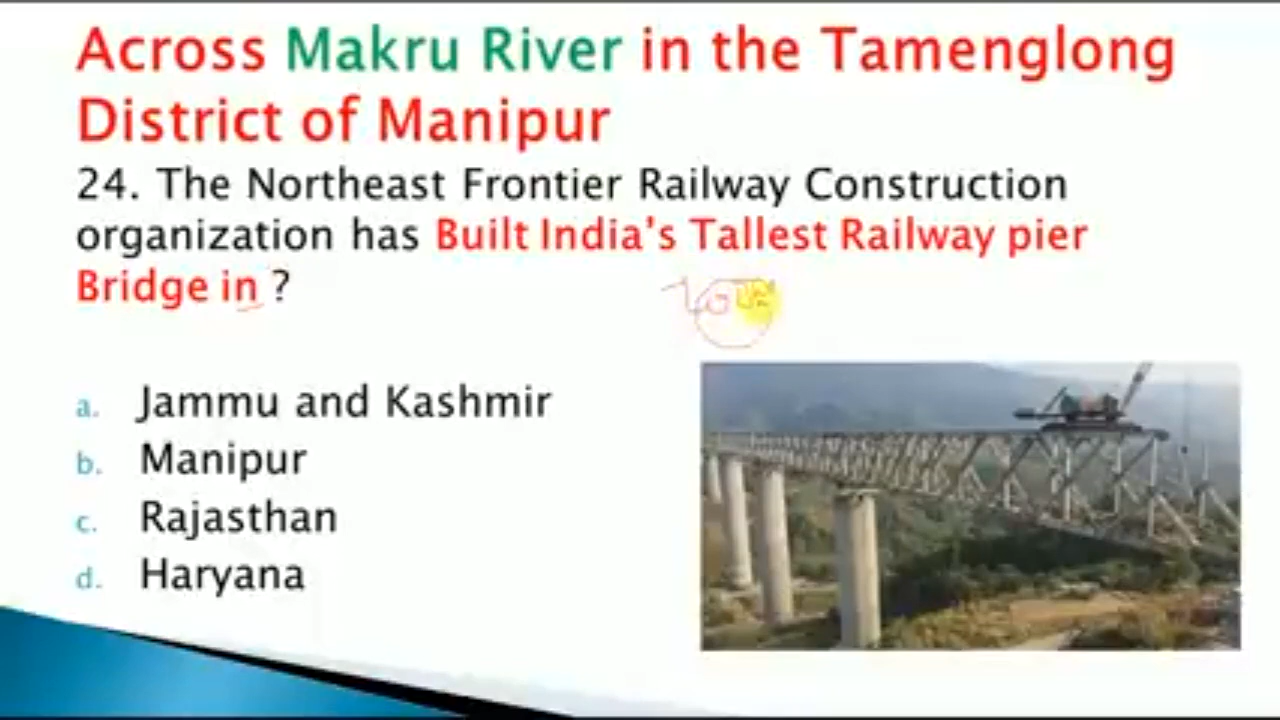 Across Makru River in the Tamenglong
District of Manipur
24. The Northeast Frontier Railway Construction
organization has Built India's Tallest Railway pier
Bridge in ?
a. Jammu and Kashmir
b. Manipur
c. Rajasthan
d. Haryana